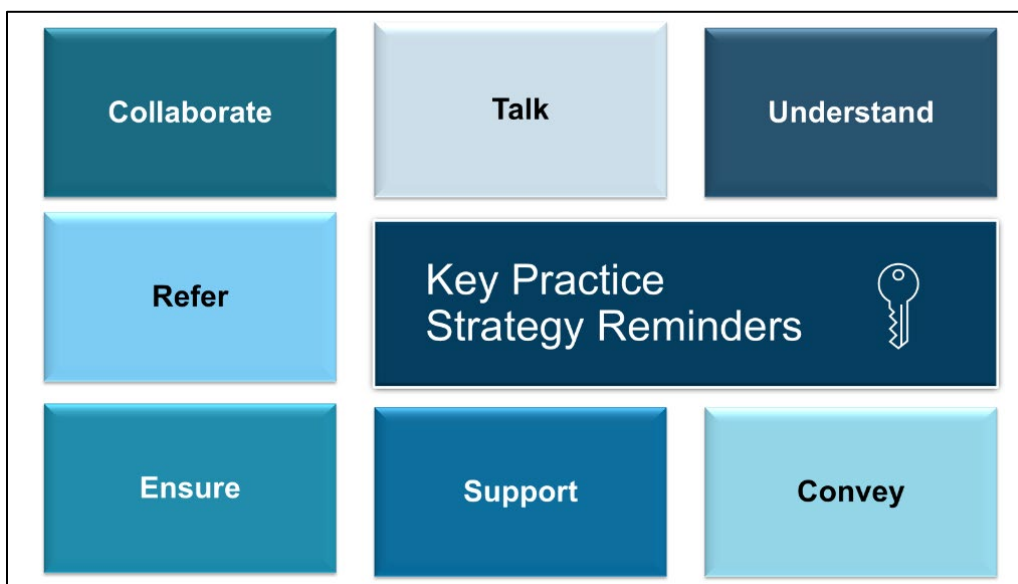 Collaborate
Talk
Understand
Refer
Key Practice
Strategy Reminders
Ensure
Support
Convey